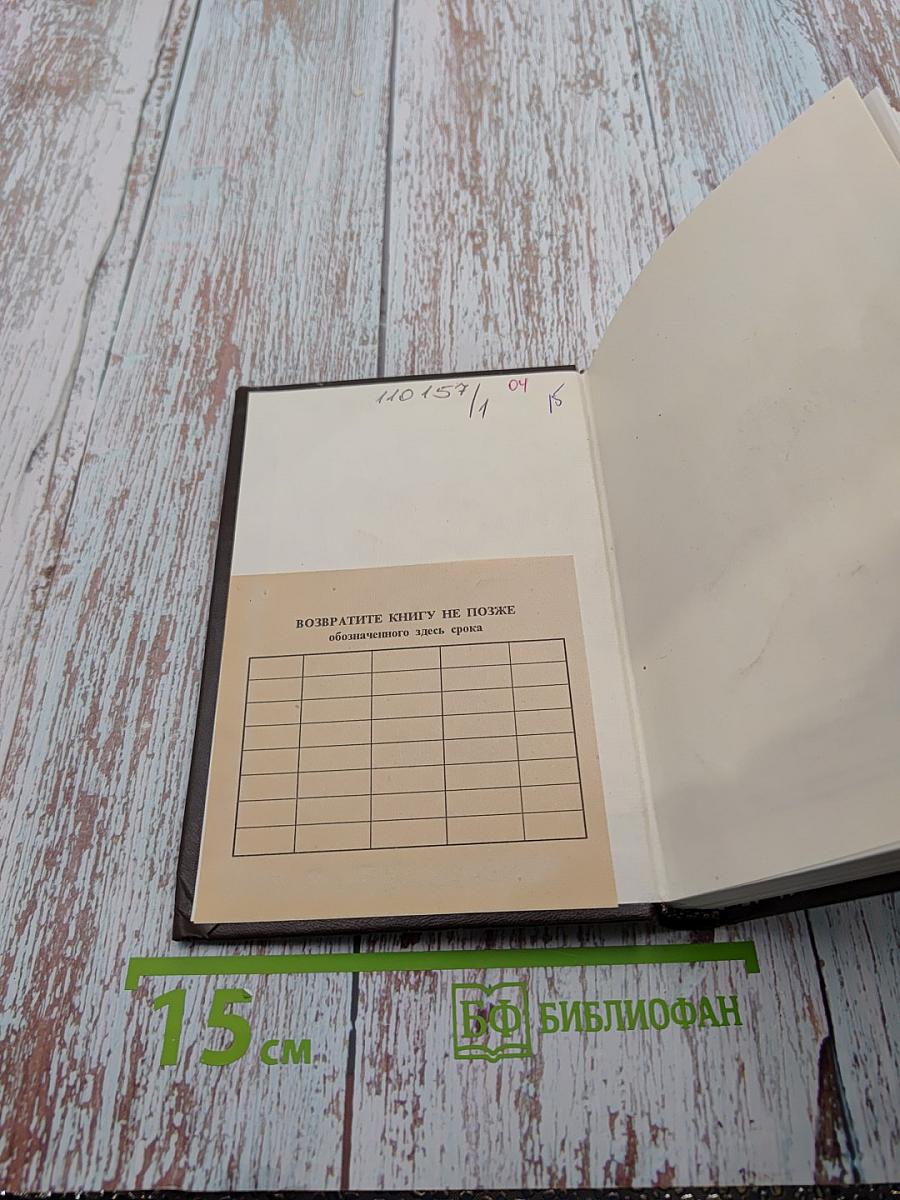 110157/1 04 15
ВОЗВРАТИТЕ КНИГУ НЕ ПОЗЖЕ
обозначенного здесь срока
15 см БФ БИБЛИОФАН